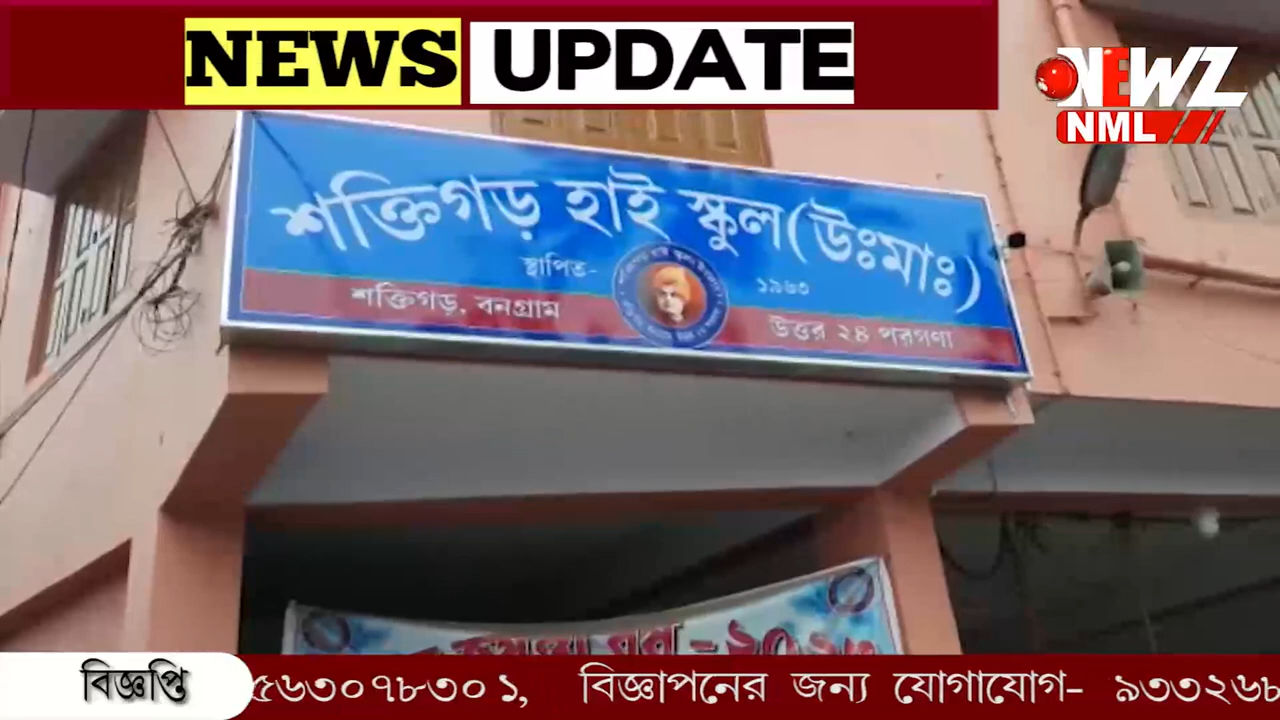 NEWS UPDATE
NEWZ
NML
শক্তিগড় হাই স্কুল(উঃমাঃ)
স্থাপিত- ১৯৬৩
শক্তিগড়, বনগ্রাম উত্তর ২৪ পরগণা
বিজ্ঞপ্তি ৫৬৩০৭৮৩০১, বিজ্ঞাপনের জন্য যোগাযোগ- ৯৩৩২৬৮